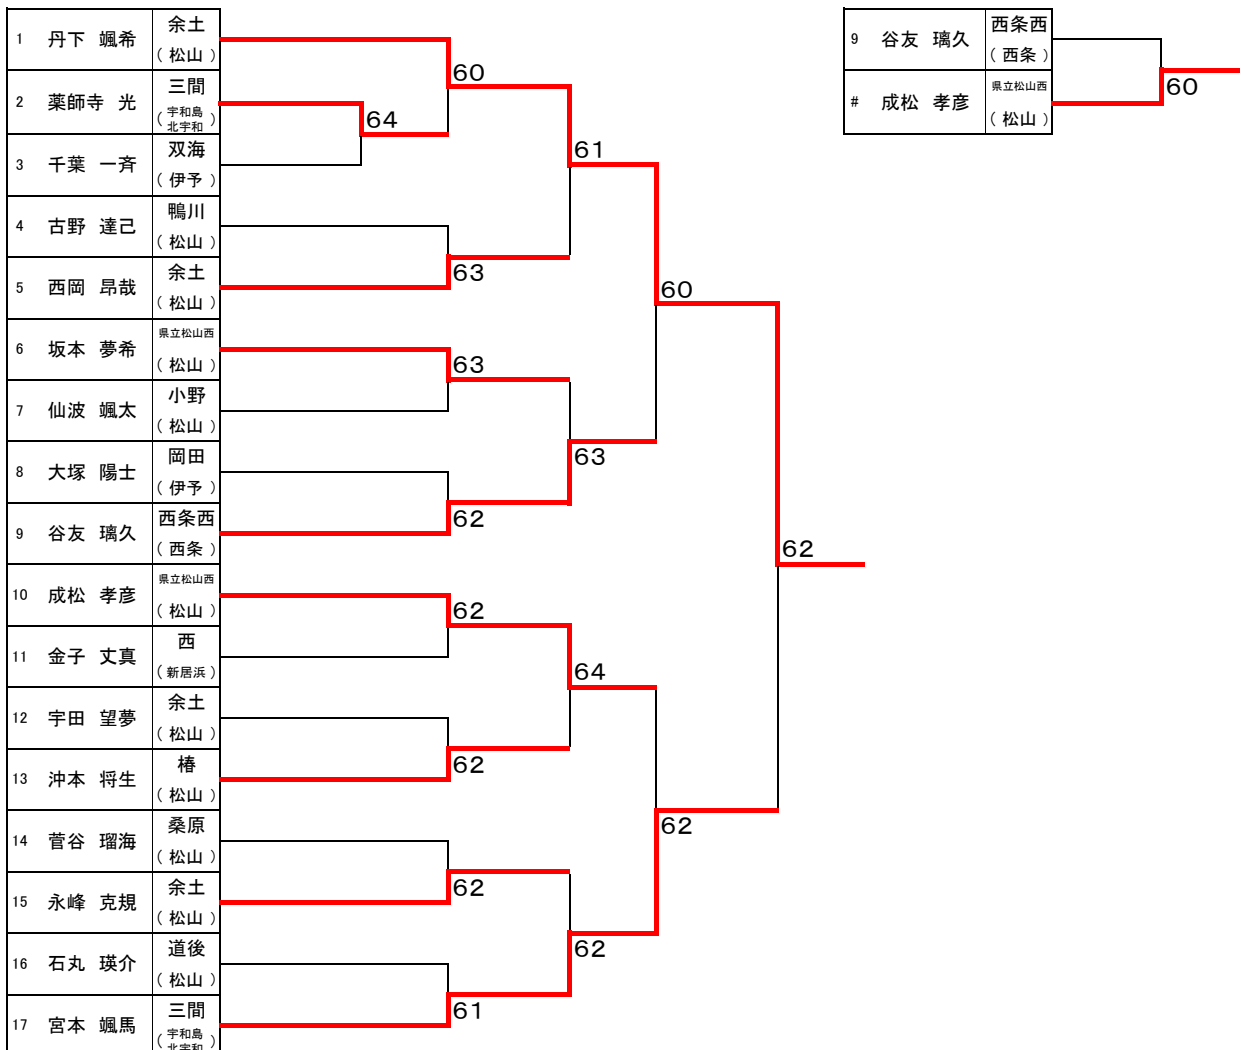 1 丹下 颯希 余土
（ 松山 ）
2 薬師寺 光 三間
（ 宇和島 北宇和 ）
3 千葉 一斉 双海
（ 伊予 ）
4 古野 達己 鴨川
（ 松山 ）
5 西岡 昂哉 余土
（ 松山 ）
6 坂本 夢希 県立松山西
（ 松山 ）
7 仙波 颯太 小野
（ 松山 ）
8 大塚 陽士 岡田
（ 伊予 ）
9 谷友 璃久 西条西
（ 西条 ）
10 成松 孝彦 県立松山西
（ 松山 ）
11 金子 丈真 西
（ 新居浜 ）
12 宇田 望夢 余土
（ 松山 ）
13 沖本 将生 椿
（ 松山 ）
14 菅谷 瑠海 桑原
（ 松山 ）
15 永峰 克規 余土
（ 松山 ）
16 石丸 瑛介 道後
（ 松山 ）
17 宮本 颯馬 三間
（ 宇和島 北宇和 ）
64
60
63
63
62
62
62
62
61
61
63
64
62
60
62
62
9 谷友 璃久 西条西
（ 西条 ）
# 成松 孝彦 県立松山西
（ 松山 ）
60